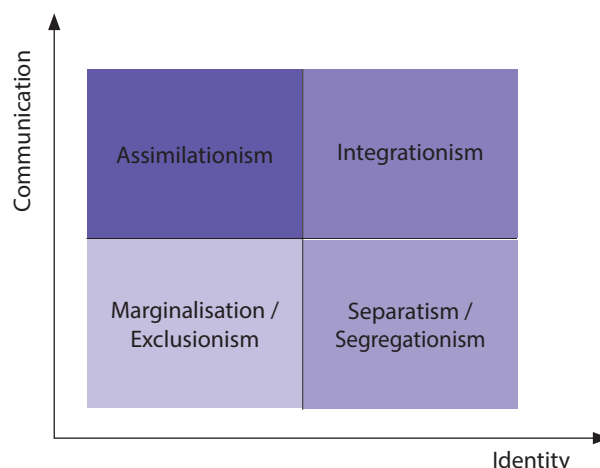 Communication
Assimilationism
Integrationism
Marginalisation /
Exclusionism
Separatism /
Segregationism
Identity